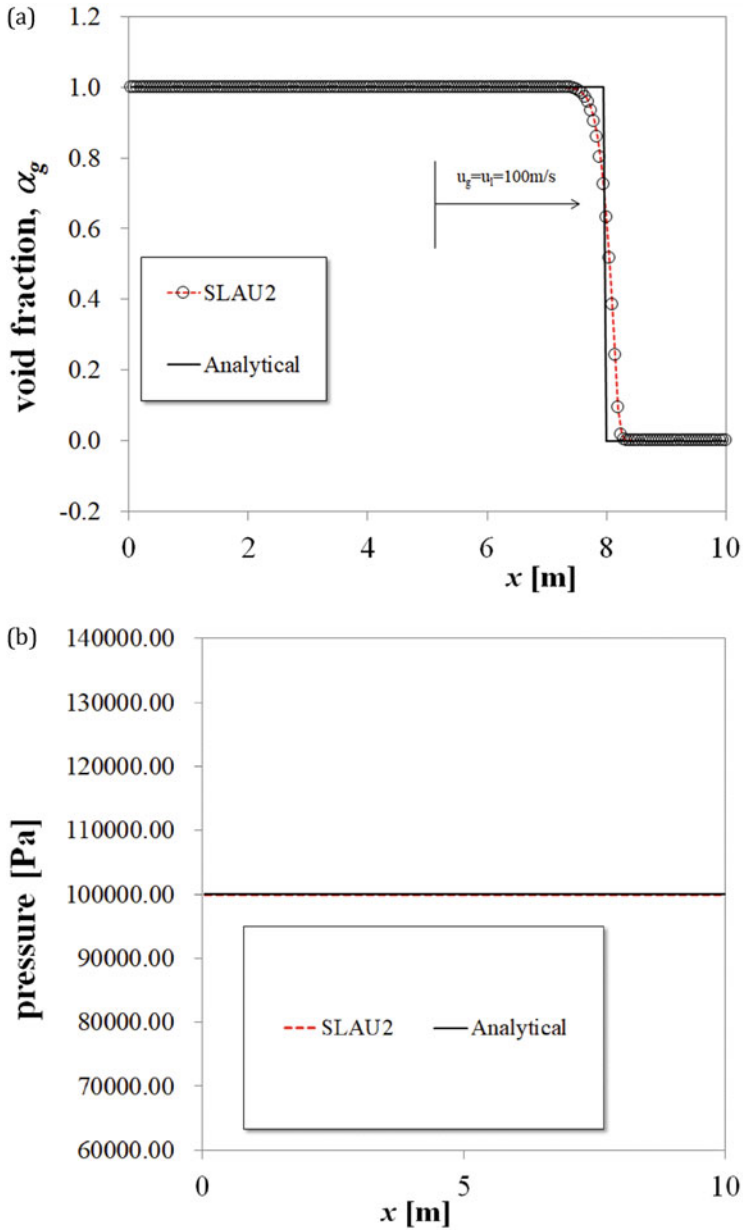 (a)
1.2
1.0
0.8
0.6
0.4
0.2
0.0
-0.2
void fraction, αg
ug=ul=100m/s
SLAU2
Analytical
0 2 4 6 8 10
x [m]
(b)
140000.00
130000.00
120000.00
110000.00
100000.00
90000.00
80000.00
70000.00
60000.00
pressure [Pa]
SLAU2 Analytical
0 5 10
x [m]